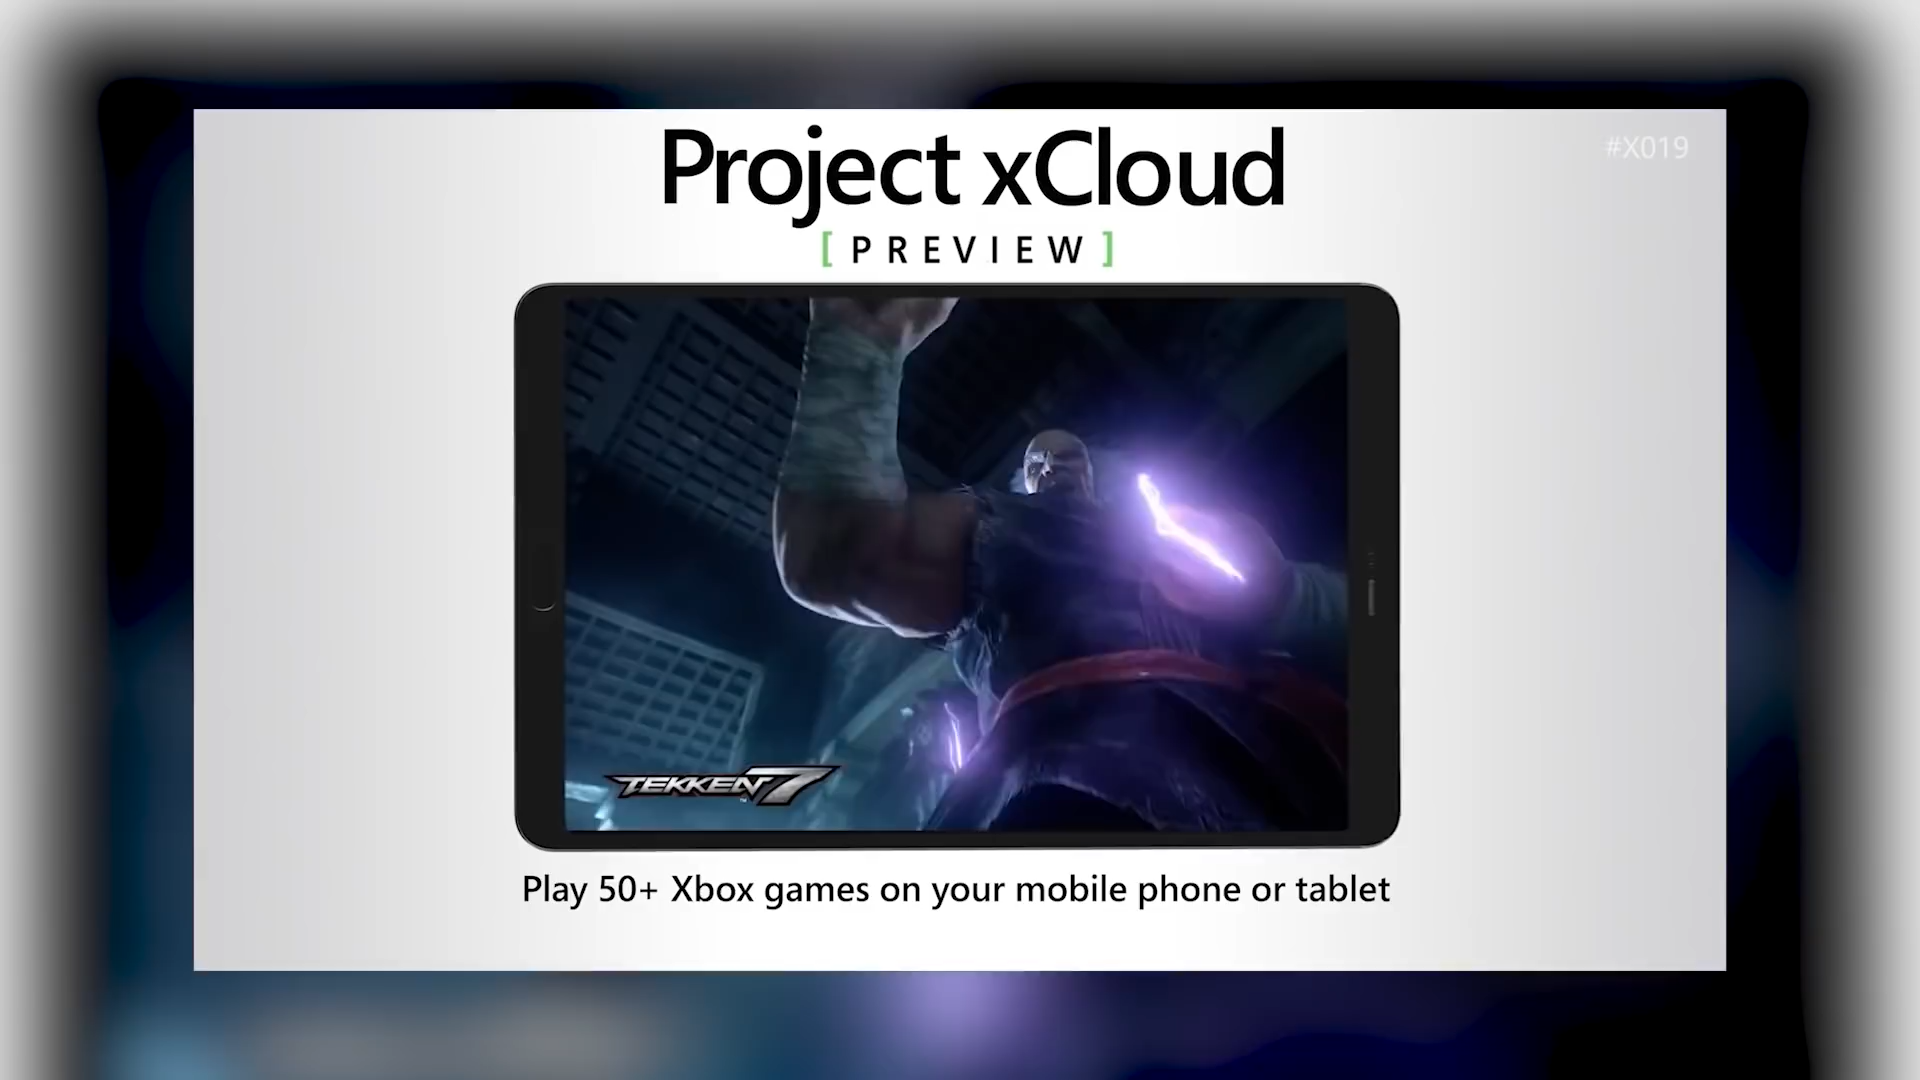 Project xCloud
#X019
[ PREVIEW ]
TEKKEN 7
Play 50+ Xbox games on your mobile phone or tablet